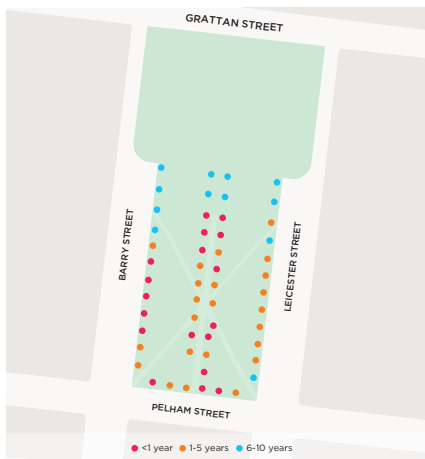 GRATTAN STREET
BARRY STREET
LEICESTER STREET
PELHAM STREET
<1 year 1-5 years 6-10 years